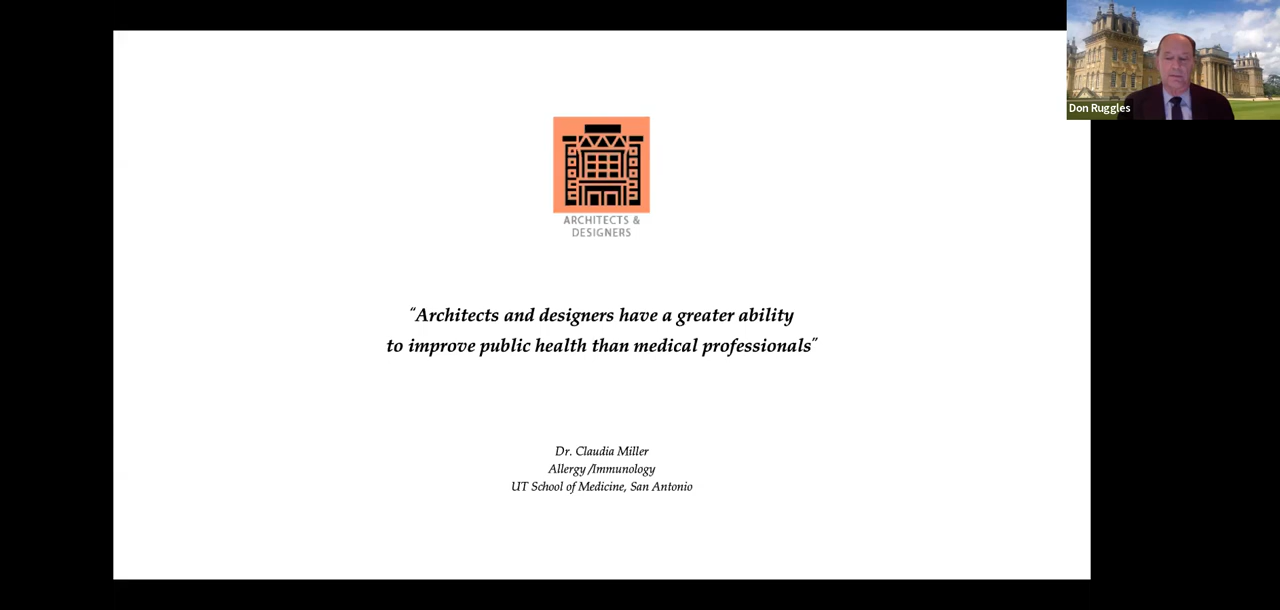 Don Ruggles
ARCHITECTS &
DESIGNERS
"Architects and designers have a greater ability
to improve public health than medical professionals"
Dr. Claudia Miller
Allergy /Immunology
UT School of Medicine, San Antonio